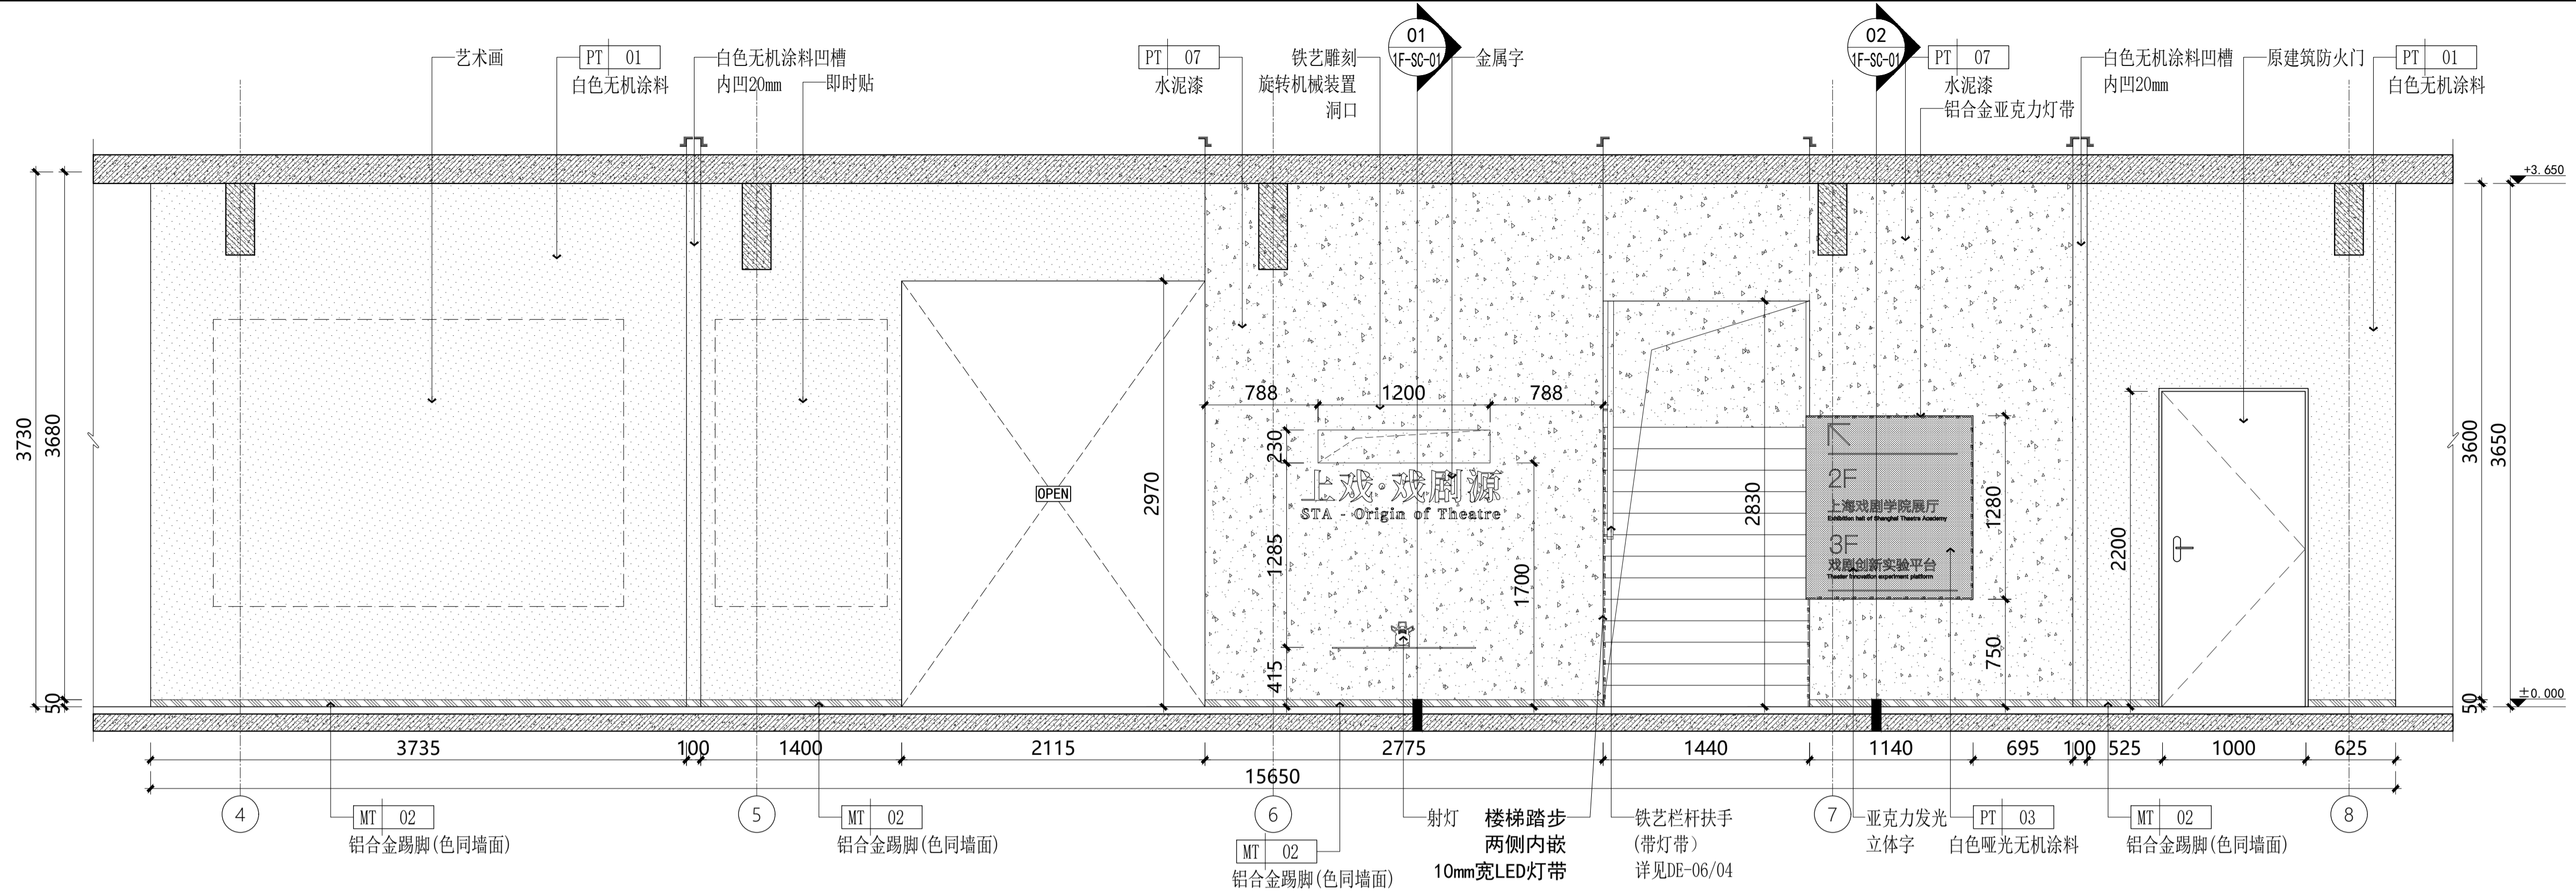 01
1F-SC-01
02
1F-SC-01
艺术画
PT 01
白色无机涂料
白色无机涂料凹槽
内凹20mm
即时贴
PT 07
水泥漆
铁艺雕刻
旋转机械装置
洞口
金属字
PT 07
水泥漆
铝合金亚克力灯带
白色无机涂料凹槽
内凹20mm
原建筑防火门
PT 01
白色无机涂料
+3.650
3730
3680
50
OPEN
2970
788
1200
788
230
上戏·戏剧源
STA - Origin of Theatre
1285
1700
415
2830
2F
上海戏剧学院展厅
Exhibition hall of Shanghai Theatre Academy
3F
戏剧创新实验平台
Theater innovation experiment platform
1280
750
2200
3600
3650
50
±0.000
3735
100
1400
2115
2775
1440
1140
695
100
525
1000
625
15650
4
5
6
7
8
MT 02
铝合金踢脚(色同墙面)
MT 02
铝合金踢脚(色同墙面)
MT 02
铝合金踢脚(色同墙面)
射灯
楼梯踏步
两侧内嵌
10mm宽LED灯带
铁艺栏杆扶手
(带灯带)
详见DE-06/04
亚克力发光
立体字
PT 03
白色哑光无机涂料
MT 02
铝合金踢脚(色同墙面)